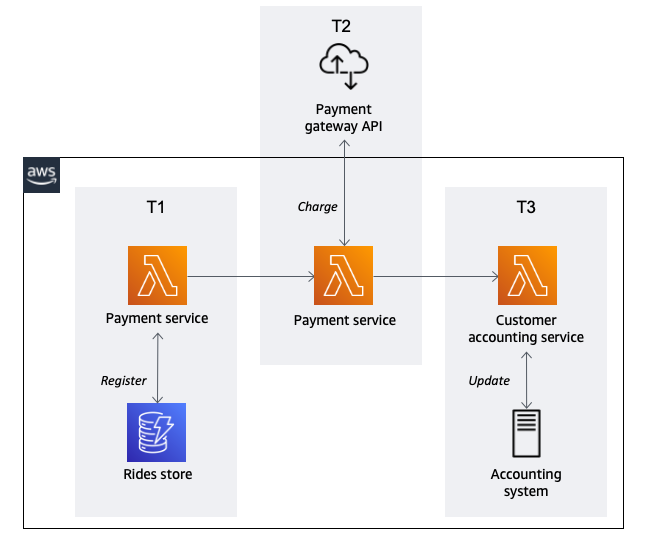 T2
Payment
gateway API
aws
T1
Charge
T3
Payment service
Payment service
Customer
accounting service
Register
Update
Rides store
Accounting
system